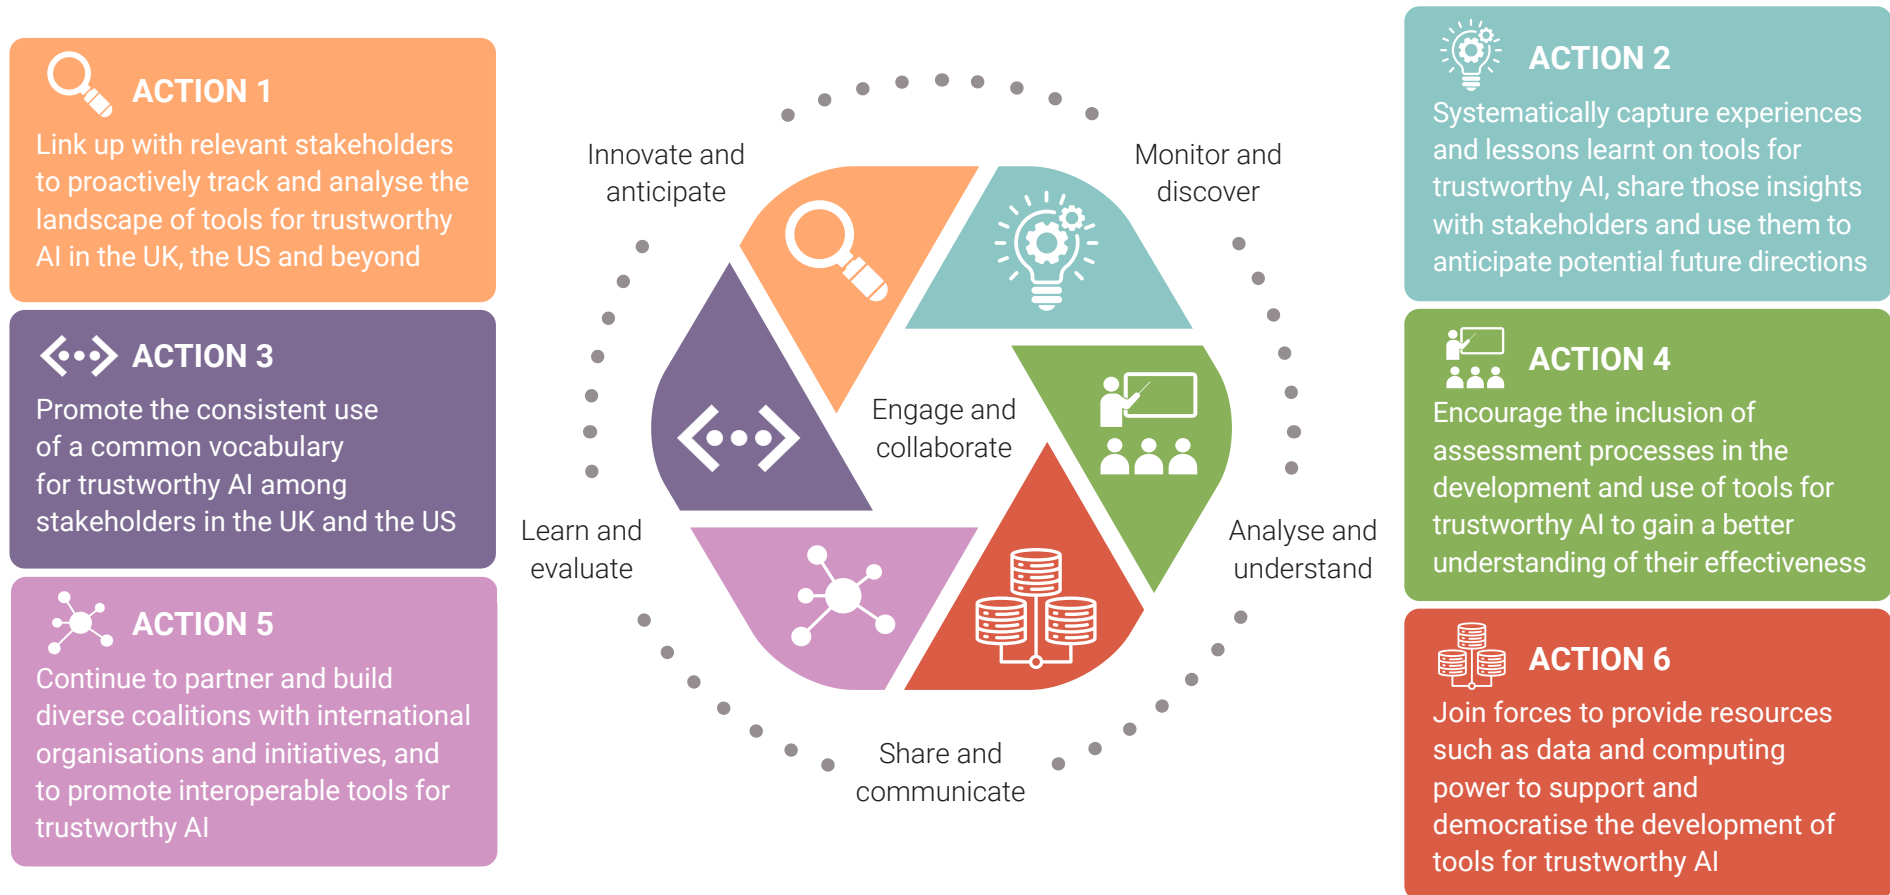 ACTION 1
Link up with relevant stakeholders
to proactively track and analyse the
landscape of tools for trustworthy
AI in the UK, the US and beyond
ACTION 3
Promote the consistent use
of a common vocabulary
for trustworthy AI among
stakeholders in the UK and the US
ACTION 5
Continue to partner and build
diverse coalitions with international
organisations and initiatives, and
to promote interoperable tools for
trustworthy AI
Innovate and
anticipate
Monitor and
discover
Engage and
collaborate
Learn and
evaluate
Analyse and
understand
Share and
communicate
ACTION 2
Systematically capture experiences
and lessons learnt on tools for
trustworthy AI, share those insights
with stakeholders and use them to
anticipate potential future directions
ACTION 4
Encourage the inclusion of
assessment processes in the
development and use of tools for
trustworthy AI to gain a better
understanding of their effectiveness
ACTION 6
Join forces to provide resources
such as data and computing
power to support and
democratise the development of
tools for trustworthy AI